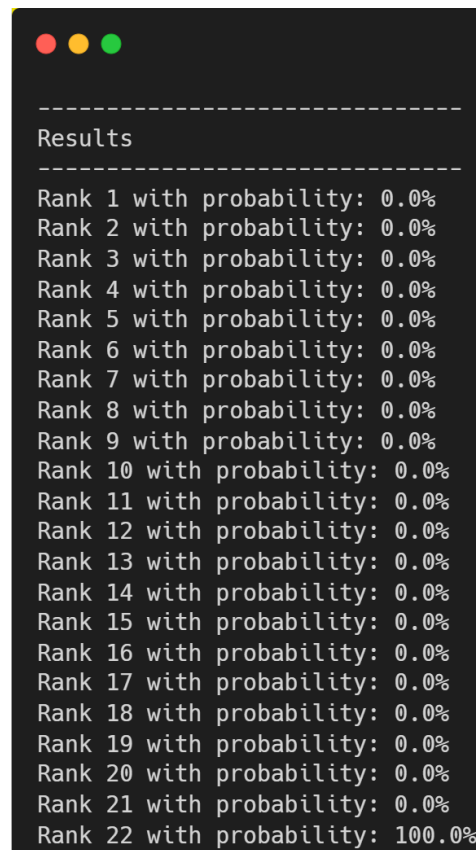 -------------------------------
Results
-------------------------------
Rank 1 with probability: 0.0%
Rank 2 with probability: 0.0%
Rank 3 with probability: 0.0%
Rank 4 with probability: 0.0%
Rank 5 with probability: 0.0%
Rank 6 with probability: 0.0%
Rank 7 with probability: 0.0%
Rank 8 with probability: 0.0%
Rank 9 with probability: 0.0%
Rank 10 with probability: 0.0%
Rank 11 with probability: 0.0%
Rank 12 with probability: 0.0%
Rank 13 with probability: 0.0%
Rank 14 with probability: 0.0%
Rank 15 with probability: 0.0%
Rank 16 with probability: 0.0%
Rank 17 with probability: 0.0%
Rank 18 with probability: 0.0%
Rank 19 with probability: 0.0%
Rank 20 with probability: 0.0%
Rank 21 with probability: 0.0%
Rank 22 with probability: 100.0%